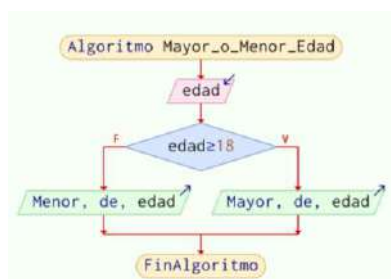 Algoritmo Mayor_o_Menor_Edad
edad
F
edad≥18
V
Menor, de, edad
Mayor, de, edad
FinAlgoritmo